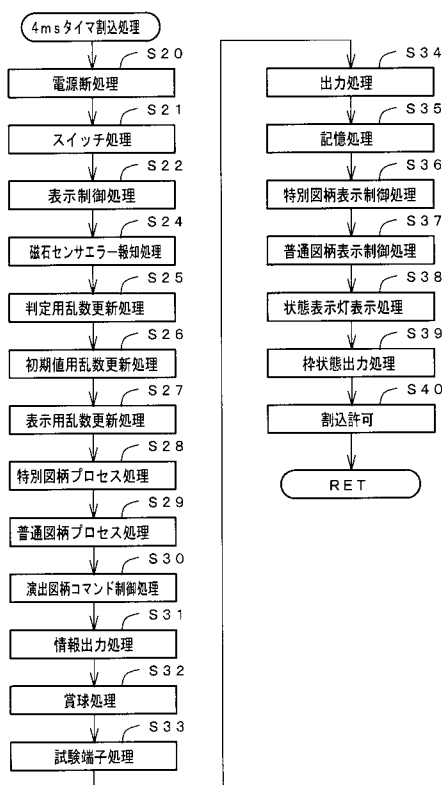 4msタイマ割込処理
S20
電源断処理
S21
スイッチ処理
S22
表示制御処理
S24
磁石センサエラー報知処理
S25
判定用乱数更新処理
S26
初期値用乱数更新処理
S27
表示用乱数更新処理
S28
特別図柄プロセス処理
S29
普通図柄プロセス処理
S30
演出図柄コマンド制御処理
S31
情報出力処理
S32
賞球処理
S33
試験端子処理
S34
出力処理
S35
記憶処理
S36
特別図柄表示制御処理
S37
普通図柄表示制御処理
S38
状態表示灯表示処理
S39
枠状態出力処理
S40
割込許可
RET